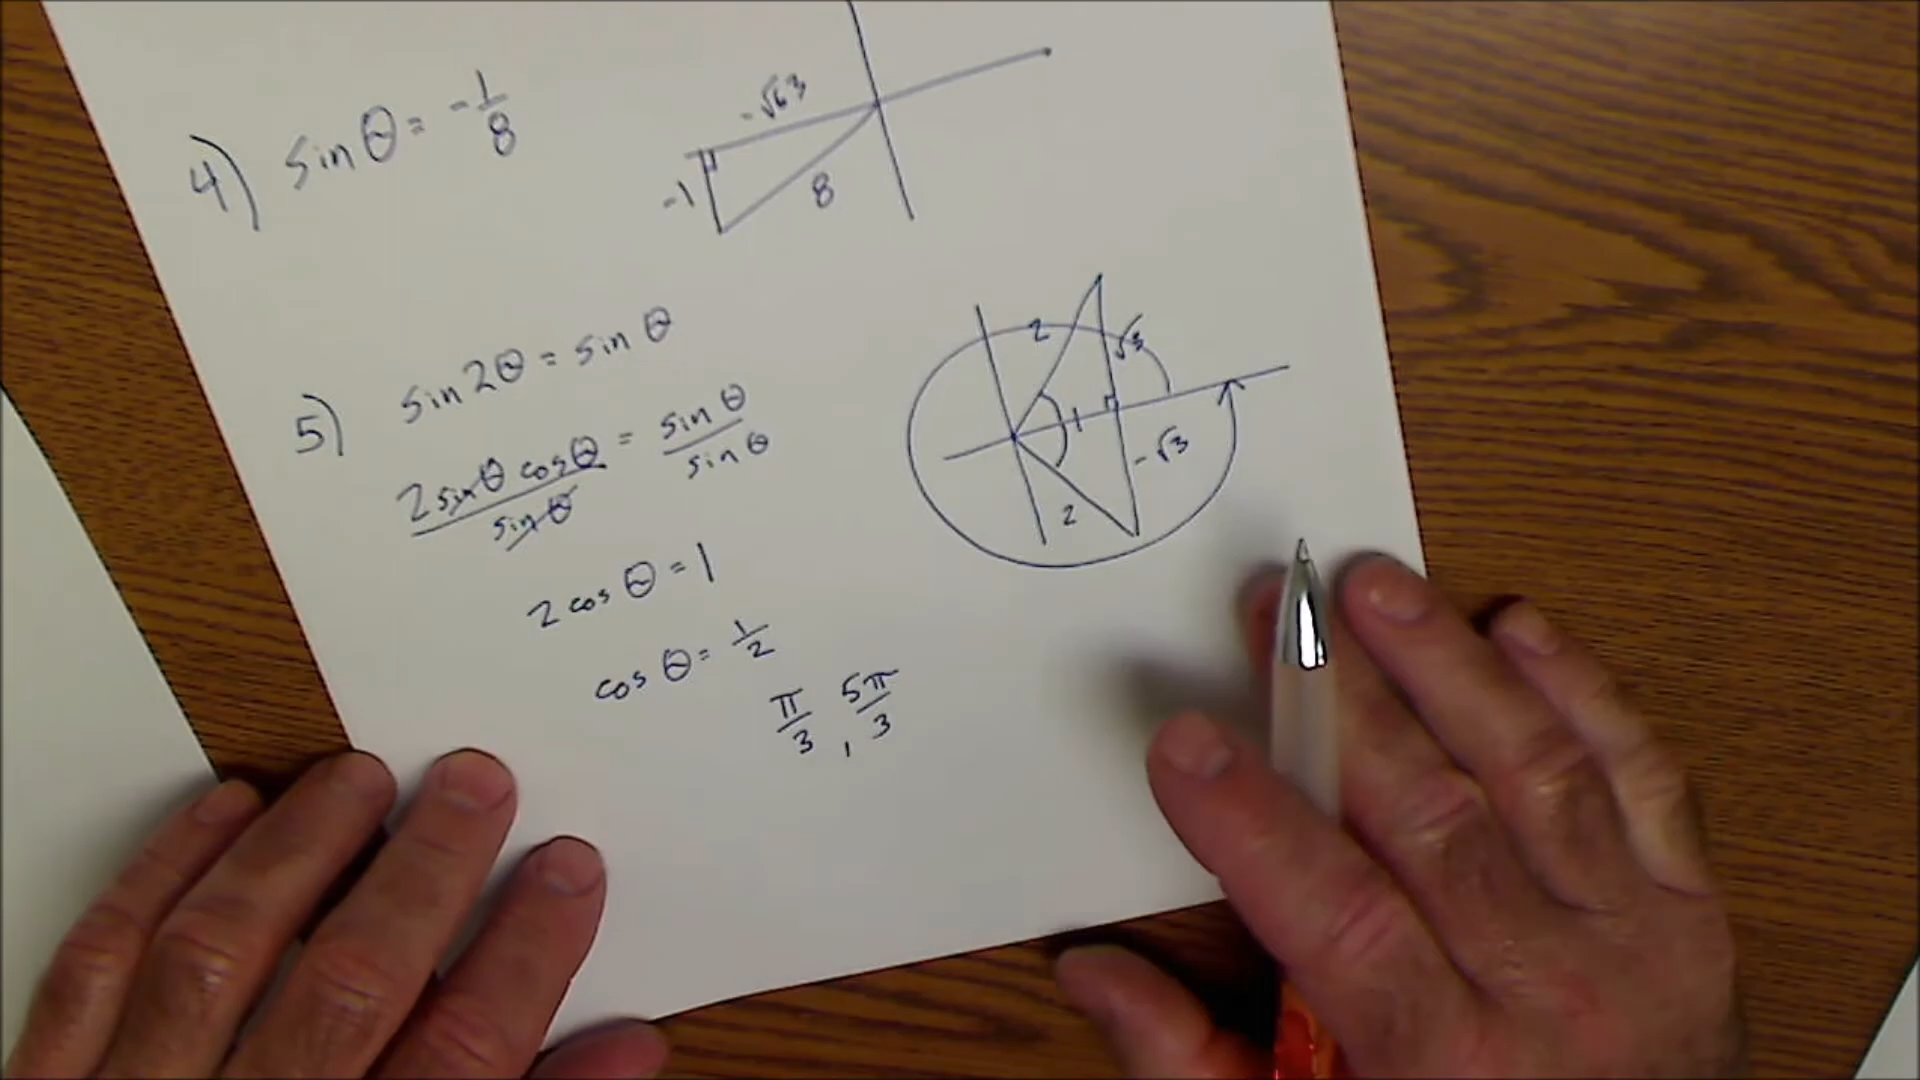 4) sin θ = -1/8
-√63
-1
8
5) sin 2θ = sin θ
2 sin θ cos θ / sin θ = sin θ / sin θ
2 cos θ = 1
cos θ = 1/2
π/3, 5π/3
2
√3
1
-√3
2